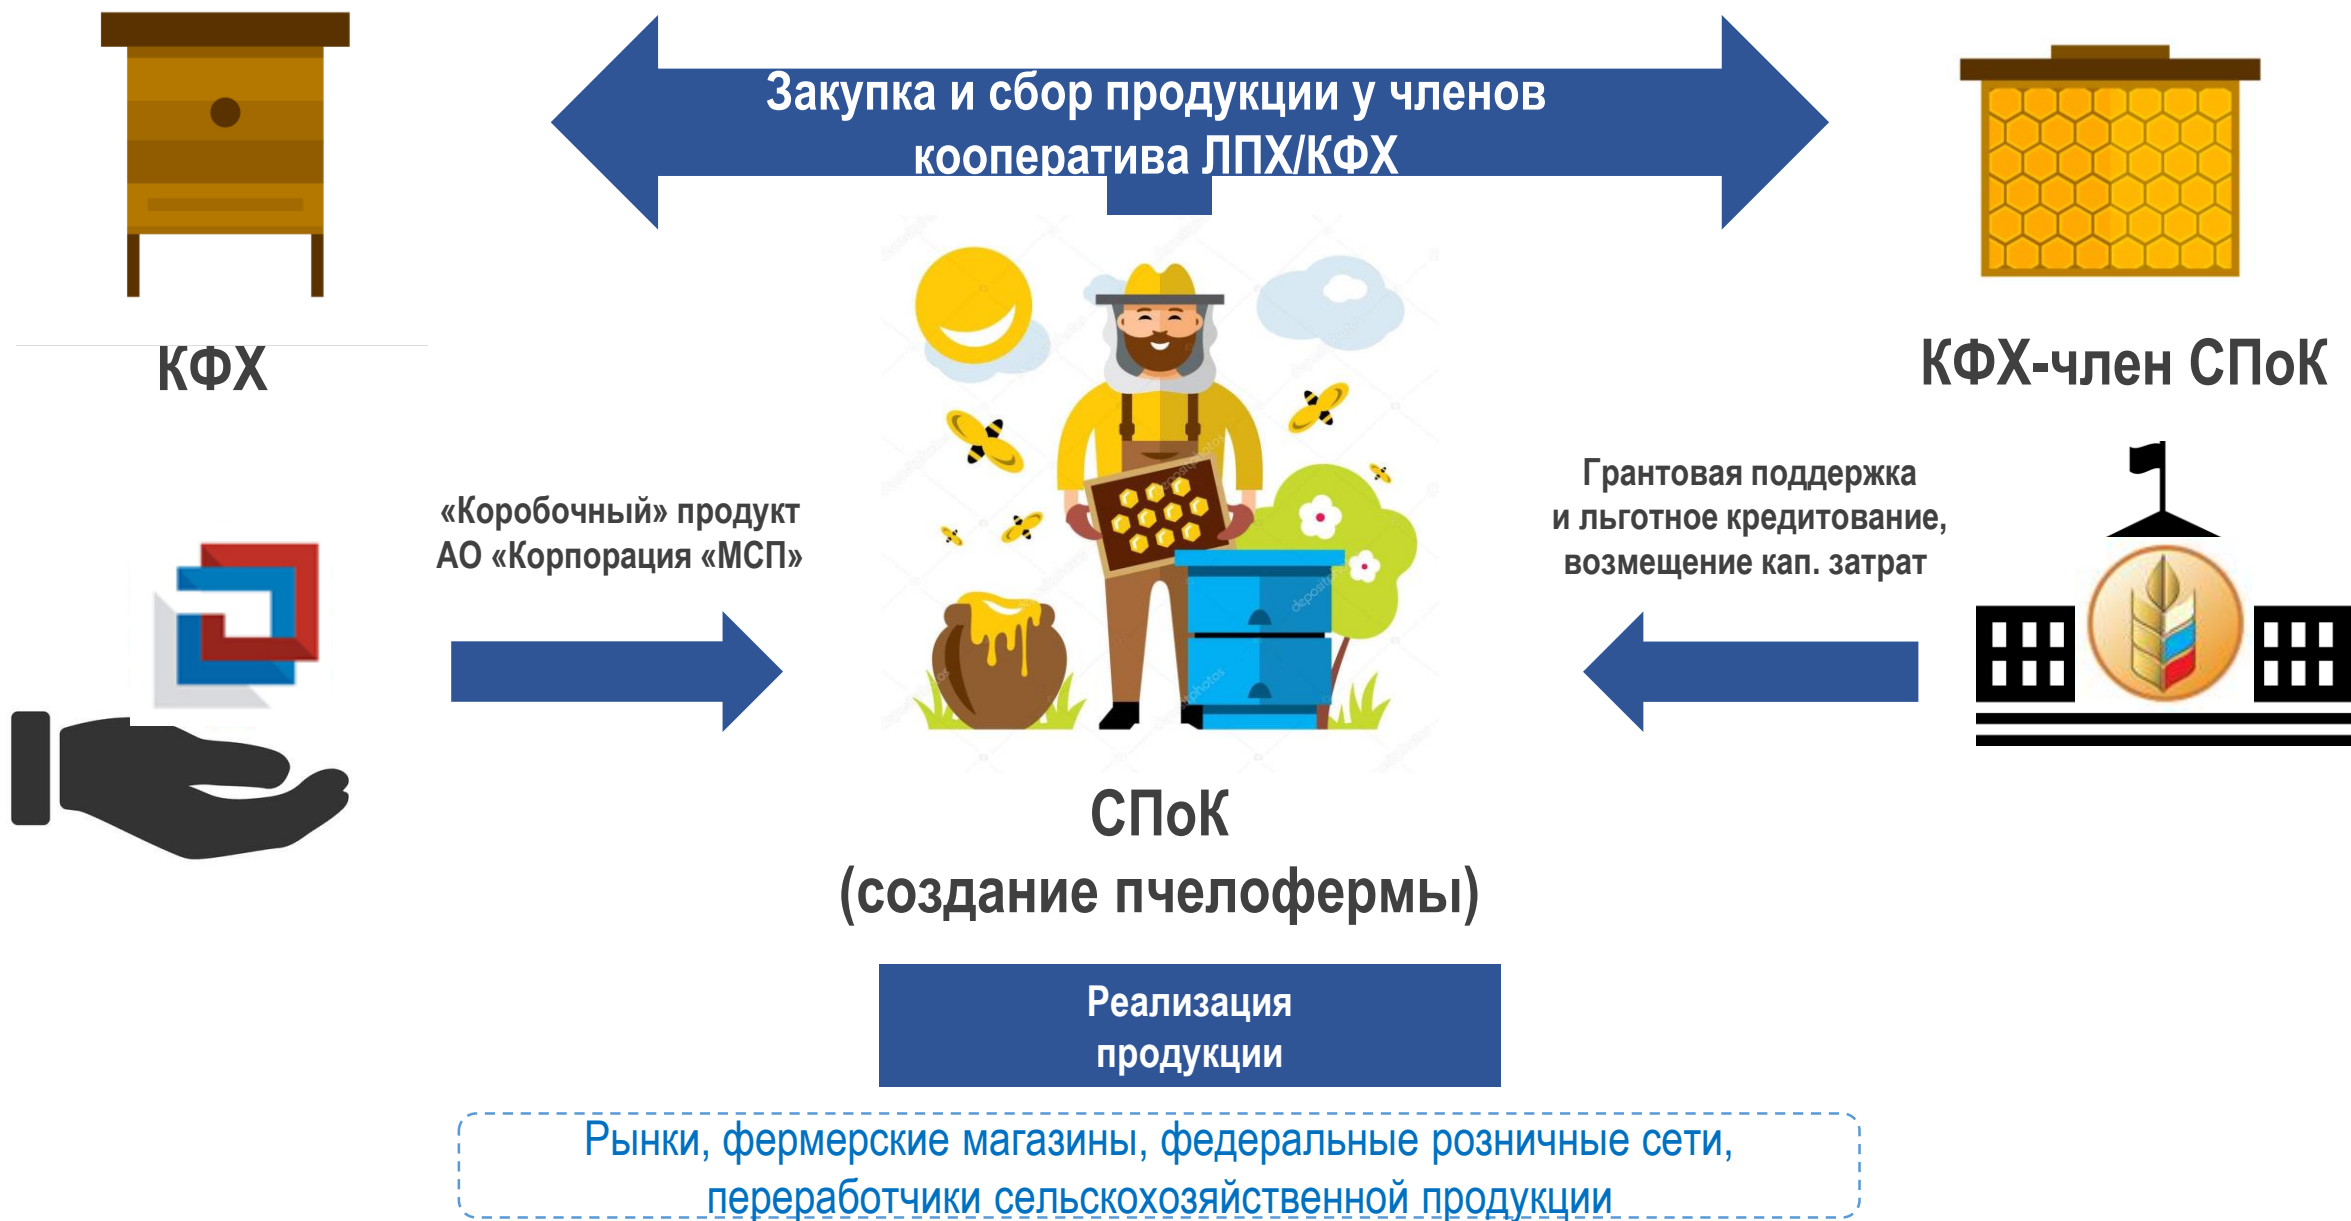 Закупка и сбор продукции у членов
кооператива ЛПХ/КФХ
КФХ
КФХ-член СПоК
«Коробочный» продукт
АО «Корпорация «МСП»
Грантовая поддержка
и льготное кредитование,
возмещение кап. затрат
depositphotos
СПоК
(создание пчелофермы)
Реализация
продукции
Рынки, фермерские магазины, федеральные розничные сети,
переработчики сельскохозяйственной продукции